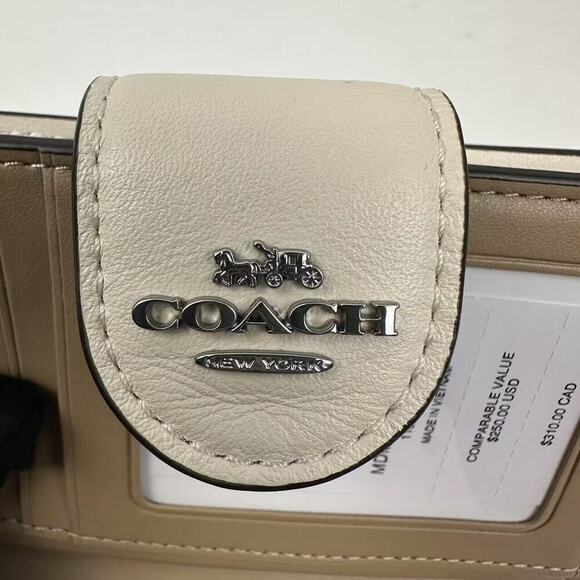 COACH
NEW YORK
MADE IN VIETNAM
COMPARABLE VALUE
$250.00 USD
$310.00 CAD